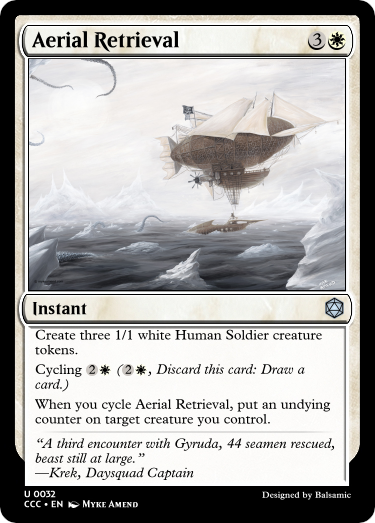 Aerial Retrieval 3
Instant
Create three 1/1 white Human Soldier creature
tokens.
Cycling 2 (2, Discard this card: Draw a
card.)
When you cycle Aerial Retrieval, put an undying
counter on target creature you control.
“A third encounter with Gyruda, 44 seamen rescued,
beast still at large.”
—Krek, Daysquad Captain
U 0032
CCC • EN Myke Amend
Designed by Balsamic